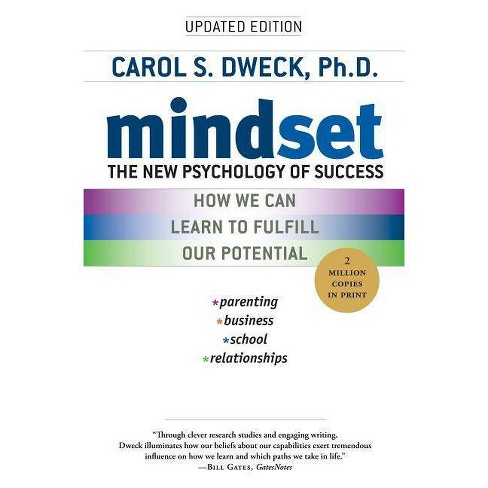 UPDATED EDITION
CAROL S. DWECK, Ph.D.
mindset
THE NEW PSYCHOLOGY OF SUCCESS
HOW WE CAN
LEARN TO FULFILL
OUR POTENTIAL
2
MILLION
COPIES
IN PRINT
*parenting
*business
*school
*relationships
“Through clever research studies and engaging writing,
Dweck illuminates how our beliefs about our capabilities exert tremendous
influence on how we learn and which paths we take in life.”
—BILL GATES, GatesNotes